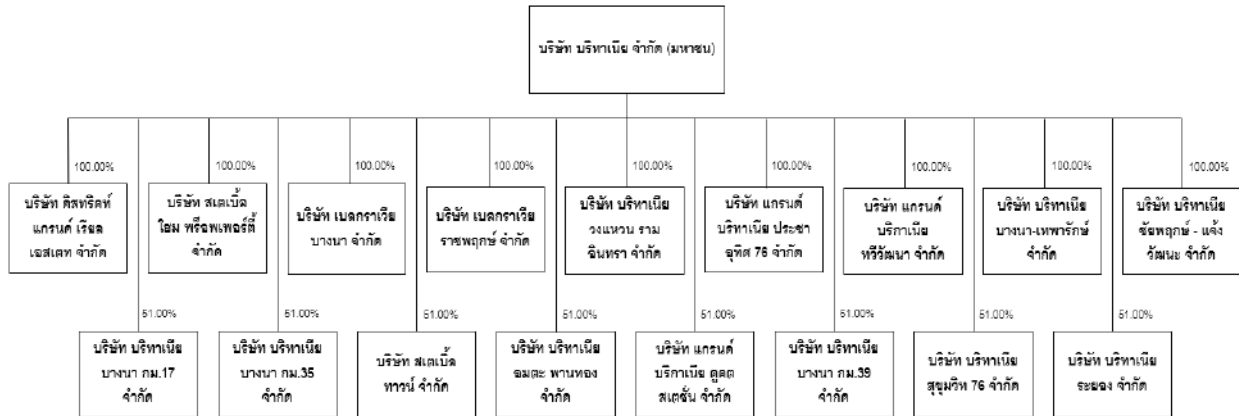 บริษัท บริทาเนีย จำกัด (มหาชน)
100.00%
100.00%
100.00%
100.00%
100.00%
100.00%
100.00%
100.00%
100.00%
บริษัท ดิสทริคท์
แกรนด์ เรียล
เอสเตท จำกัด
บริษัท สเตเบิ้ล
โฮม พร็อพเพอร์ตี้
จำกัด
บริษัท เบลกราเวีย
บางนา จำกัด
บริษัท เบลกราเวีย
ราชพฤกษ์ จำกัด
บริษัท บริทาเนีย
วงแหวน ราม
อินทรา จำกัด
บริษัท แกรนด์
บริทาเนีย ประชา
อุทิศ 76 จำกัด
บริษัท แกรนด์
บริทาเนีย
ทวีวัฒนา จำกัด
บริษัท บริทาเนีย
บางนา-เทพารักษ์
จำกัด
บริษัท บริทาเนีย
ชัยพฤกษ์ - แจ้ง
วัฒนะ จำกัด
51.00%
51.00%
51.00%
51.00%
51.00%
51.00%
51.00%
51.00%
บริษัท บริทาเนีย
บางนา กม.17
จำกัด
บริษัท บริทาเนีย
บางนา กม.35
จำกัด
บริษัท สเตเบิ้ล
ทาวน์ จำกัด
บริษัท บริทาเนีย
อมตะ พานทอง
จำกัด
บริษัท แกรนด์
บริทาเนีย คูคต
สเตชั่น จำกัด
บริษัท บริทาเนีย
บางนา กม.39
จำกัด
บริษัท บริทาเนีย
สุขุมวิท 76 จำกัด
บริษัท บริทาเนีย
ระยอง จำกัด